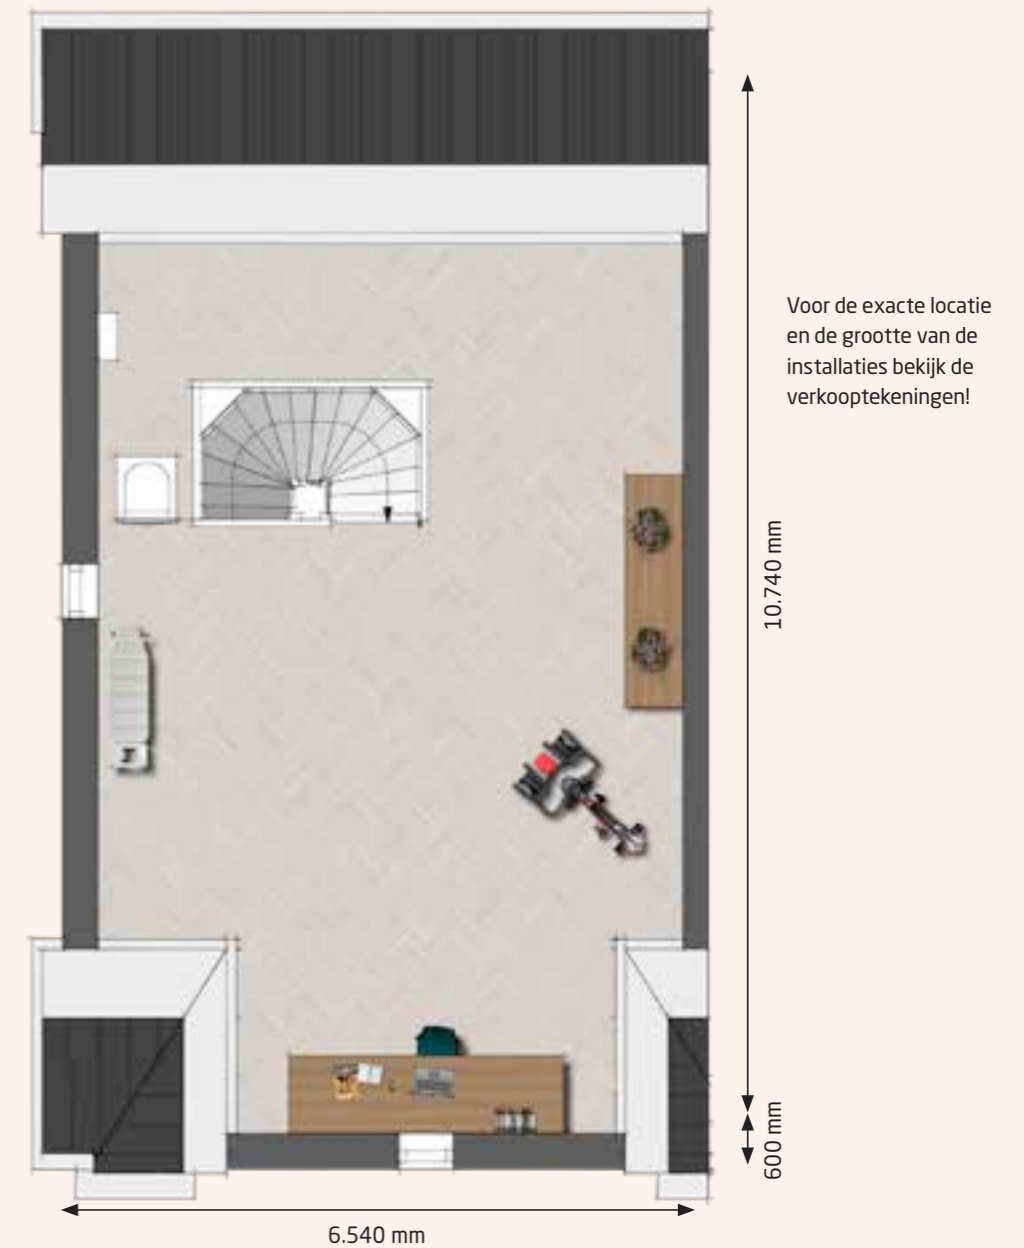 Voor de exacte locatie
en de grootte van de
installaties bekijk de
verkooptekeningen!
10.740 mm
600 mm
6.540 mm